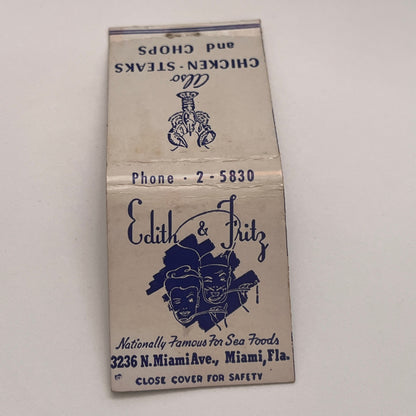 Also
CHICKEN - STEAKS
and CHOPS
Phone · 2 - 5830
Edith & Fritz
Nationally Famous For Sea Foods
3236 N. Miami Ave., Miami, Fla.
CLOSE COVER FOR SAFETY